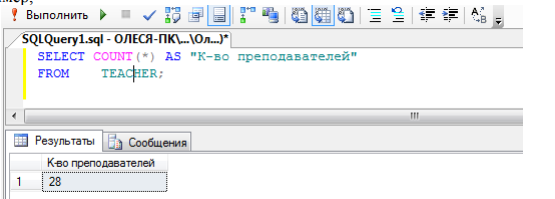 мер,
Выполнить
SQLQuery1.sql - ОЛЕСЯ-ПК\...\Ол...)*
SELECT COUNT(*) AS "К-во преподавателей"
FROM TEACHER;
Результаты Сообщения
К-во преподавателей
1 28